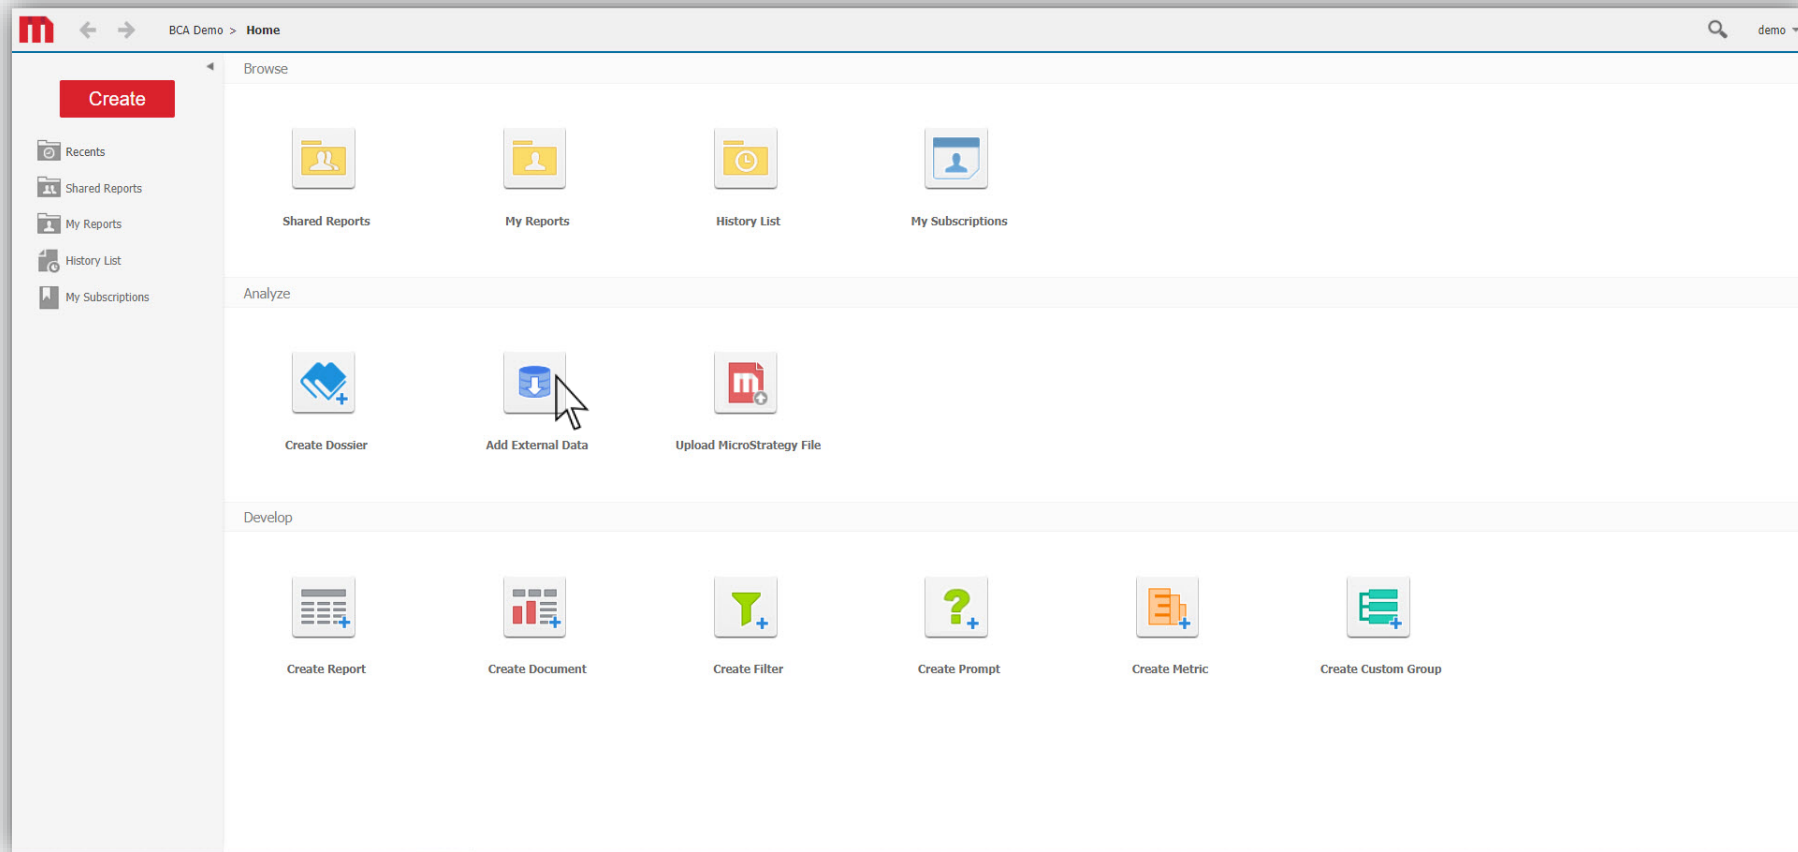 BCA Demo > Home
demo
Create
Recents
Shared Reports
My Reports
History List
My Subscriptions
Browse
Shared Reports
My Reports
History List
My Subscriptions
Analyze
Create Dossier
Add External Data
Upload MicroStrategy File
Develop
Create Report
Create Document
Create Filter
Create Prompt
Create Metric
Create Custom Group